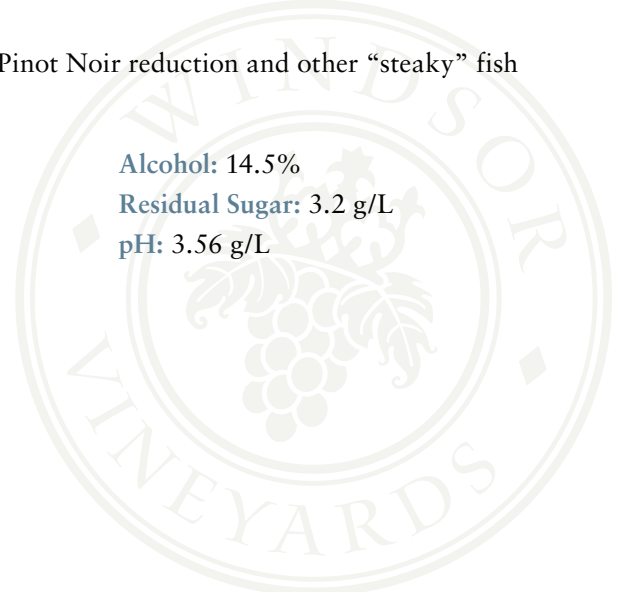 Pinot Noir reduction and other “steaky” fish
Alcohol: 14.5%
Residual Sugar: 3.2 g/L
pH: 3.56 g/L
WINDSOR
VINEYARDS